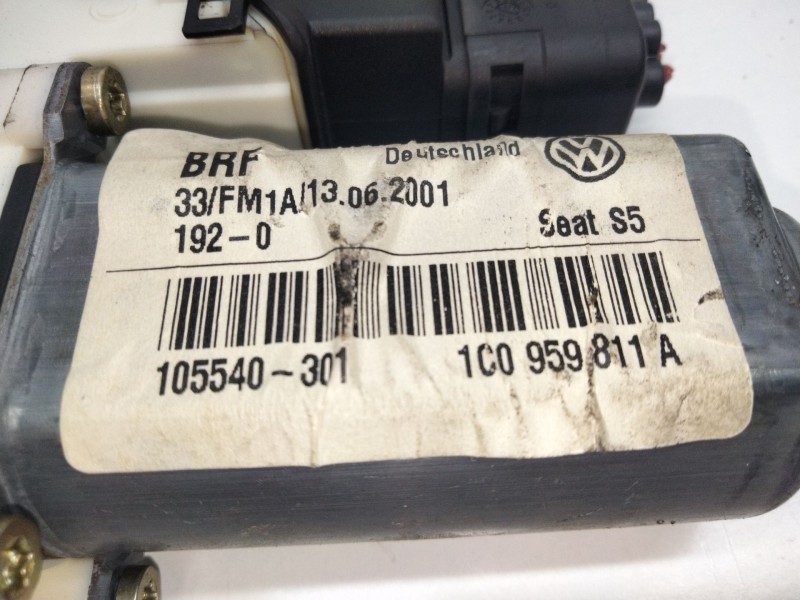 BRF Deutschland
33/FM1A/13.06.2001
192-0 Seat S5
105540-301 1C0 959 811 A